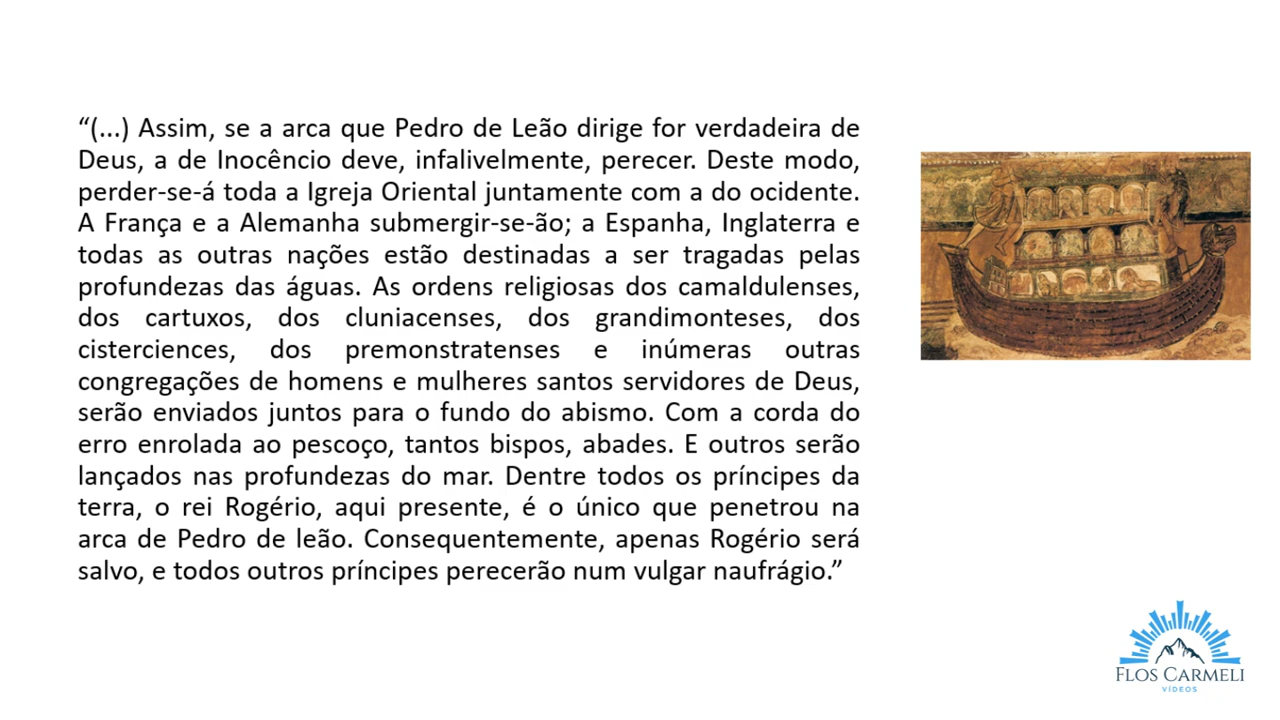 “(...) Assim, se a arca que Pedro de Leão dirige for verdadeira de
Deus, a de Inocêncio deve, infalivelmente, perecer. Deste modo,
perder-se-á toda a Igreja Oriental juntamente com a do ocidente.
A França e a Alemanha submergir-se-ão; a Espanha, Inglaterra e
todas as outras nações estão destinadas a ser tragadas pelas
profundezas das águas. As ordens religiosas dos camaldulenses,
dos cartuxos, dos cluniacenses, dos grandimonteses, dos
cisterciences, dos premonstratenses e inúmeras outras
congregações de homens e mulheres santos servidores de Deus,
serão enviados juntos para o fundo do abismo. Com a corda do
erro enrolada ao pescoço, tantos bispos, abades. E outros serão
lançados nas profundezas do mar. Dentre todos os príncipes da
terra, o rei Rogério, aqui presente, é o único que penetrou na
arca de Pedro de leão. Consequentemente, apenas Rogério será
salvo, e todos outros príncipes perecerão num vulgar naufrágio.”
FLOS CARMELI
VÍDEOS